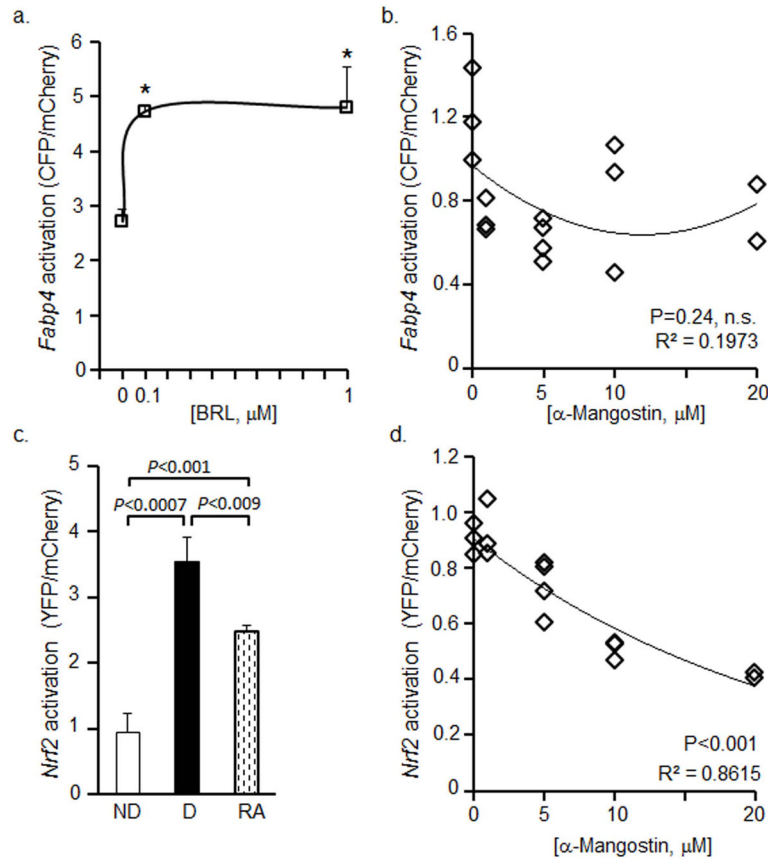 a.
Fabp4 activation (CFP/mCherry)
6
5
4
3
2
1
0
*
*
0 0.1 1
[BRL, μM]
b.
Fabp4 activation (CFP/mCherry)
1.6
1.2
0.8
0.4
0
P=0.24, n.s.
R² = 0.1973
0 5 10 20
[α-Mangostin, μM]
c.
Nrf2 activation (YFP/mCherry)
5
4
3
2
1
0
P<0.001
P<0.0007 P<0.009
ND D RA
d.
Nrf2 activation (YFP/mCherry)
1.2
1.0
0.8
0.6
0.4
0.2
0
P<0.001
R² = 0.8615
0 5 10 20
[α-Mangostin, μM]